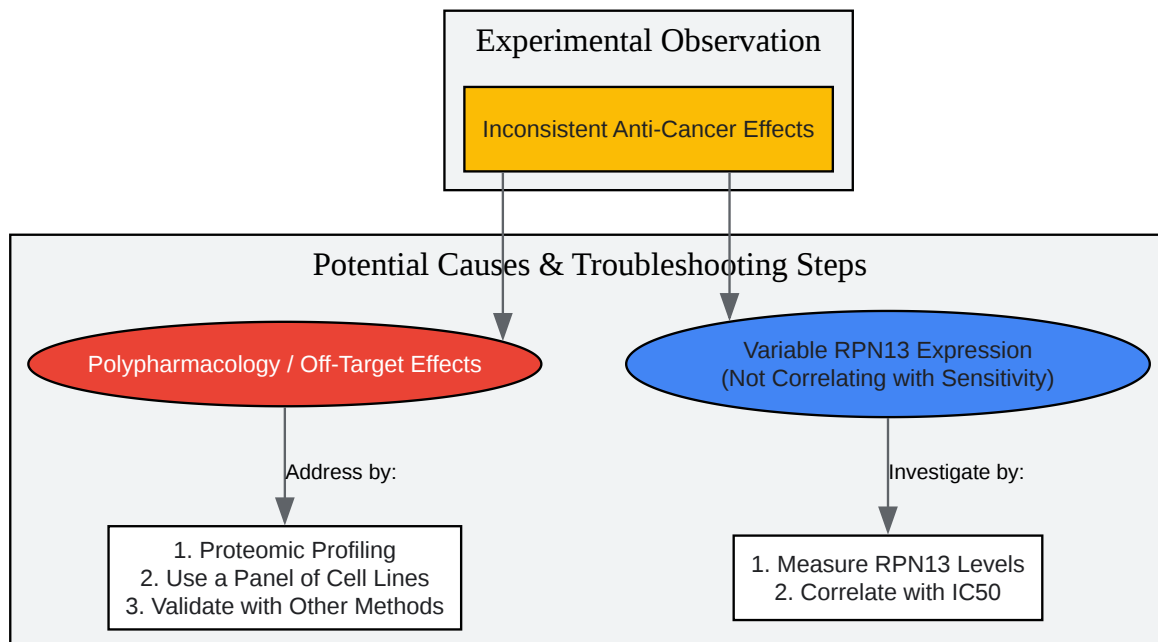 Experimental Observation
Inconsistent Anti-Cancer Effects
Potential Causes & Troubleshooting Steps
Polypharmacology / Off-Target Effects
Variable RPN13 Expression
(Not Correlating with Sensitivity)
Address by:
Investigate by:
1. Proteomic Profiling
2. Use a Panel of Cell Lines
3. Validate with Other Methods
1. Measure RPN13 Levels
2. Correlate with IC50